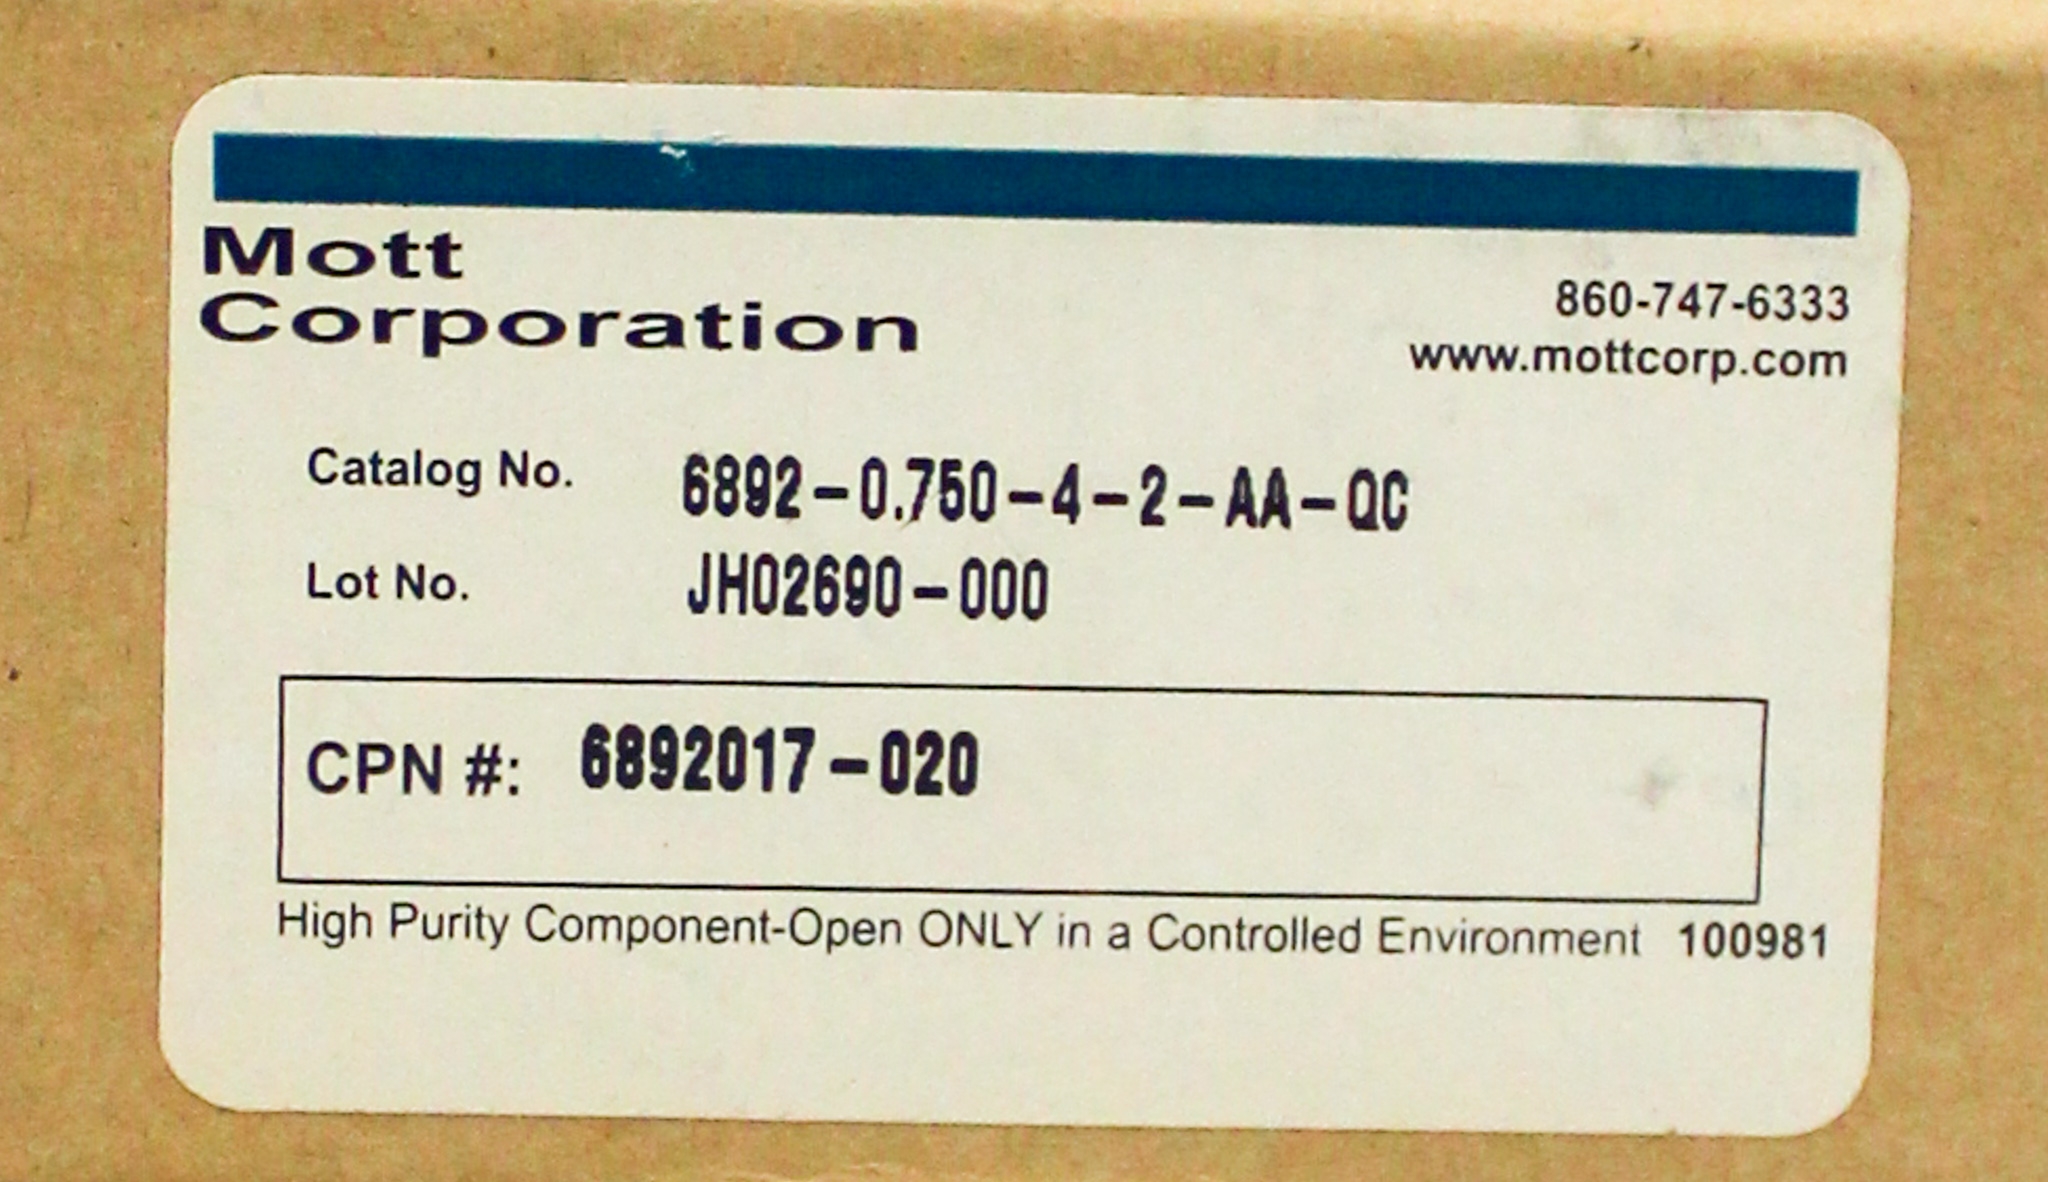 Mott
Corporation
860-747-6333
www.mottcorp.com
Catalog No. 6892-0.750-4-2-AA-QC
Lot No. JH02690-000
CPN #: 6892017-020
High Purity Component-Open ONLY in a Controlled Environment 100981